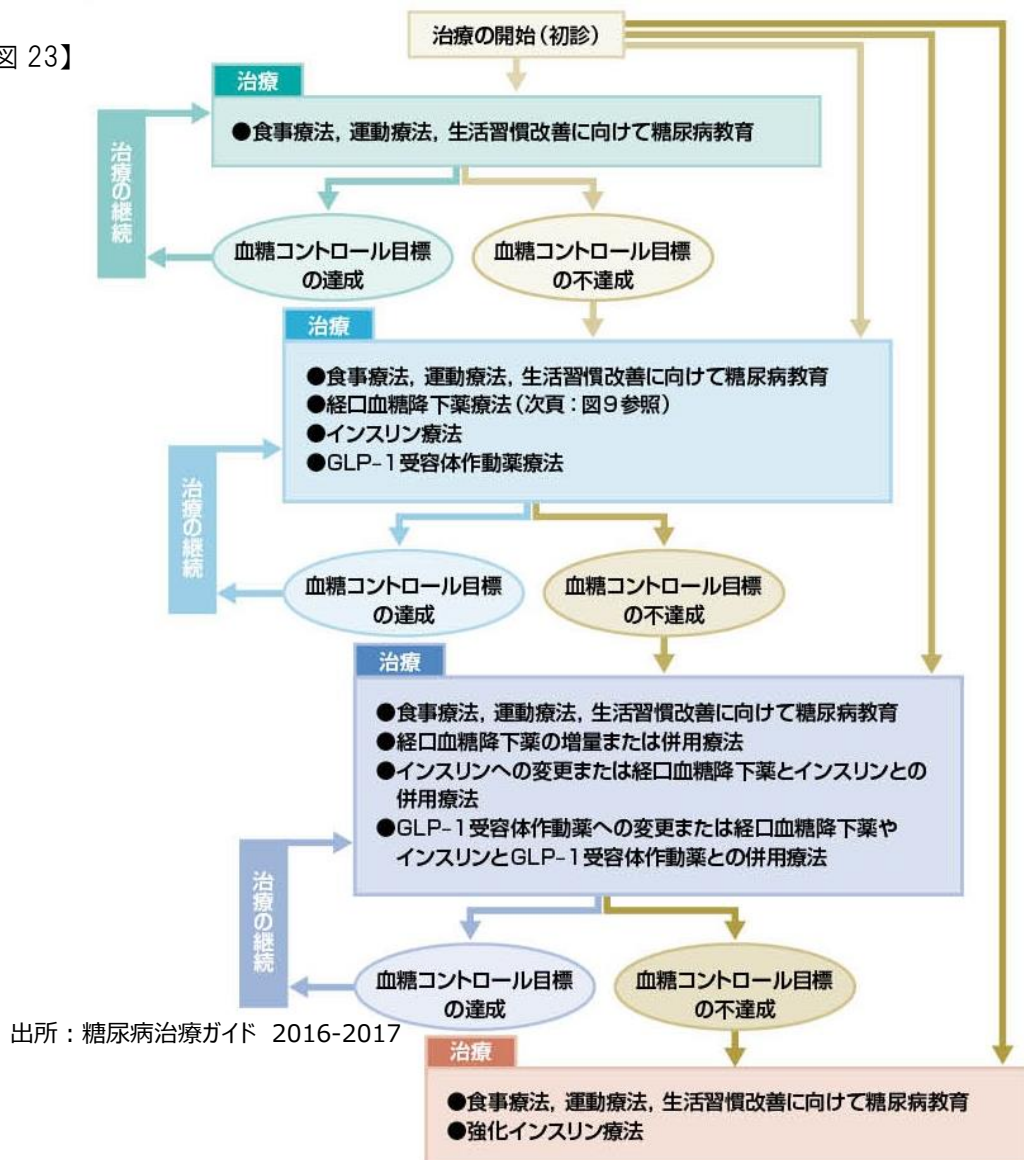 治療の開始（初診）
図 23】
治療
●食事療法，運動療法，生活習慣改善に向けて糖尿病教育
治療の継続
血糖コントロール目標
の達成
血糖コントロール目標
の不達成
治療
●食事療法，運動療法，生活習慣改善に向けて糖尿病教育
●経口血糖降下薬療法（次頁：図9参照）
●インスリン療法
●GLP-1受容体作動薬療法
治療の継続
血糖コントロール目標
の達成
血糖コントロール目標
の不達成
治療
●食事療法，運動療法，生活習慣改善に向けて糖尿病教育
●経口血糖降下薬の増量または併用療法
●インスリンへの変更または経口血糖降下薬とインスリンとの
併用療法
●GLP-1受容体作動薬への変更または経口血糖降下薬や
インスリンとGLP-1受容体作動薬との併用療法
治療の継続
血糖コントロール目標
の達成
血糖コントロール目標
の不達成
出所：糖尿病治療ガイド 2016-2017
治療
●食事療法，運動療法，生活習慣改善に向けて糖尿病教育
●強化インスリン療法